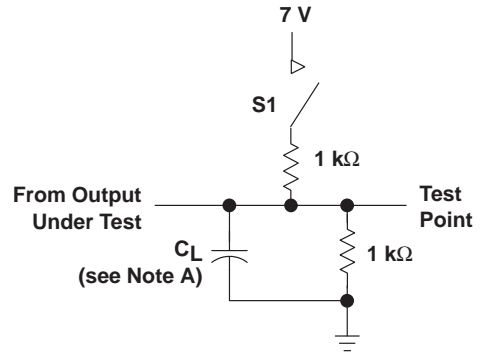 7 V
S1
1 kΩ
From Output
Under Test
Test
Point
CL
(see Note A)
1 kΩ